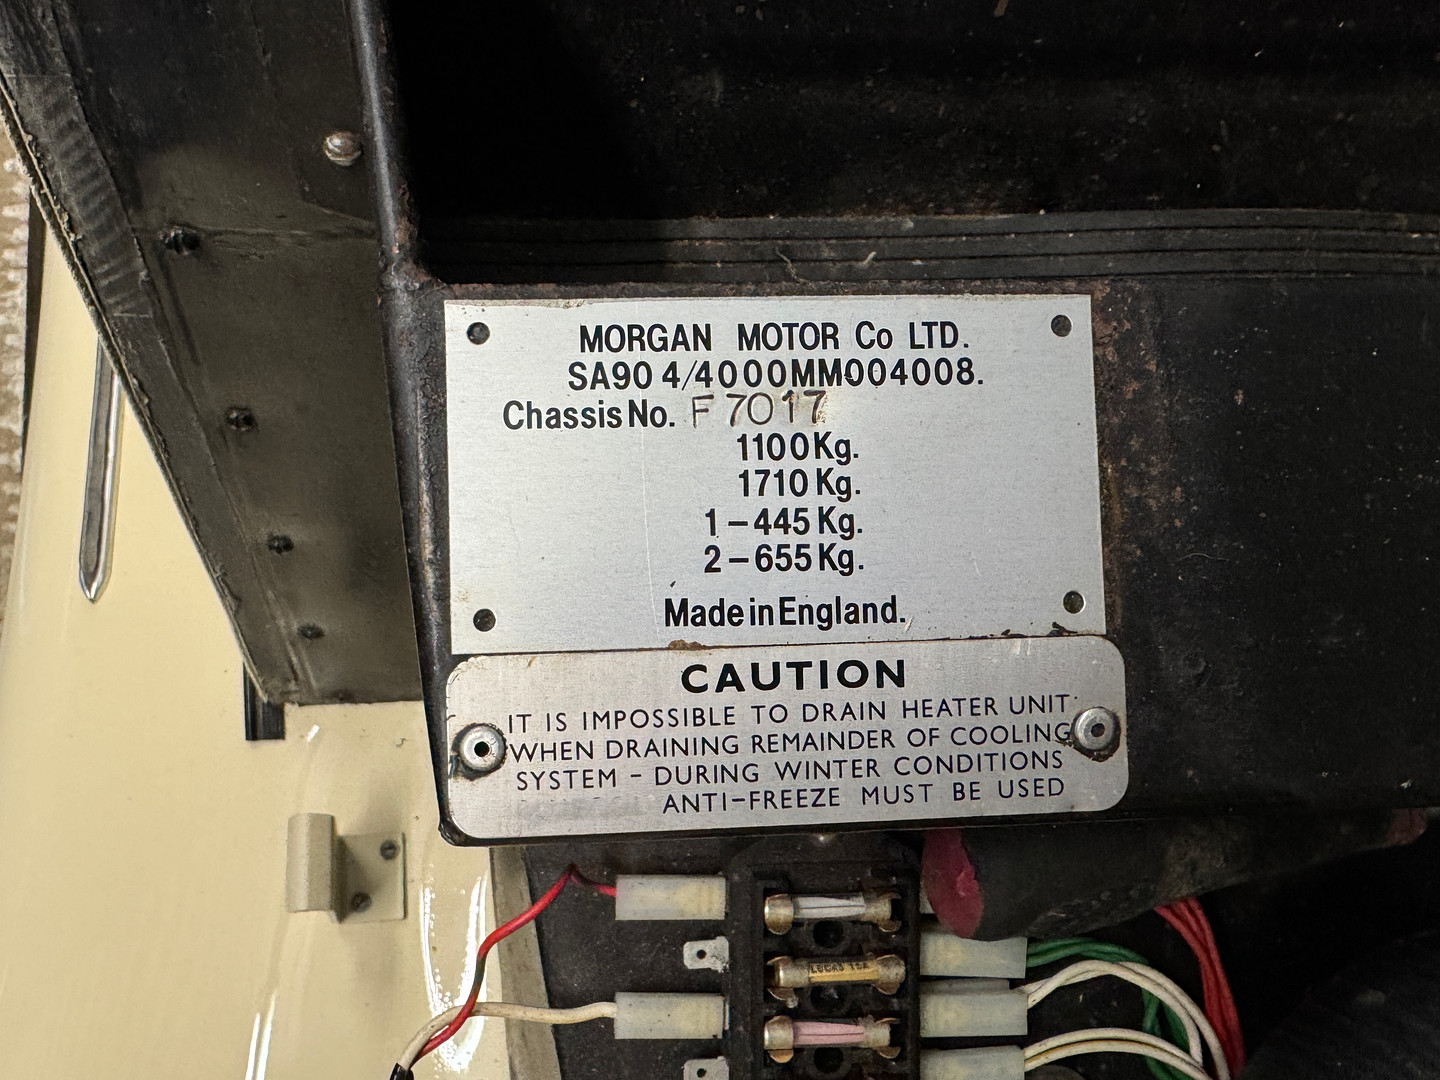 MORGAN MOTOR Co LTD.
SA90 4/4000MM004008.
Chassis No. F7017
1100Kg.
1710Kg.
1–445Kg.
2–655Kg.
Made in England.
CAUTION
IT IS IMPOSSIBLE TO DRAIN HEATER UNIT
WHEN DRAINING REMAINDER OF COOLING
SYSTEM – DURING WINTER CONDITIONS
ANTI–FREEZE MUST BE USED
LUCAS 15A